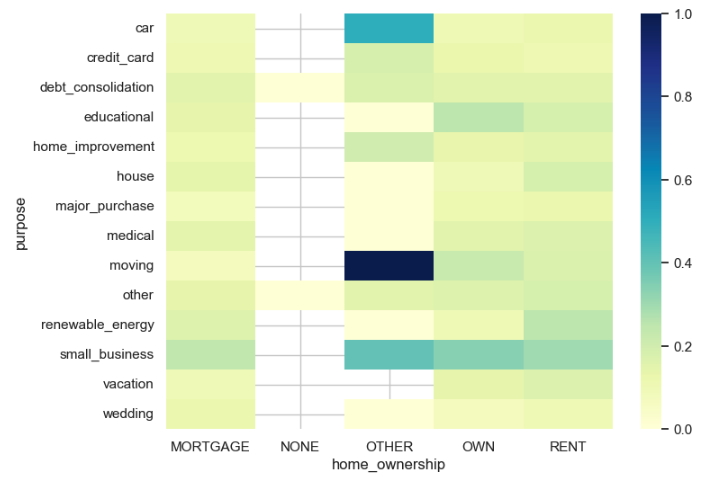 purpose
car
credit_card
debt_consolidation
educational
home_improvement
house
major_purchase
medical
moving
other
renewable_energy
small_business
vacation
wedding
MORTGAGE NONE OTHER OWN RENT
home_ownership
1.0
0.8
0.6
0.4
0.2
0.0